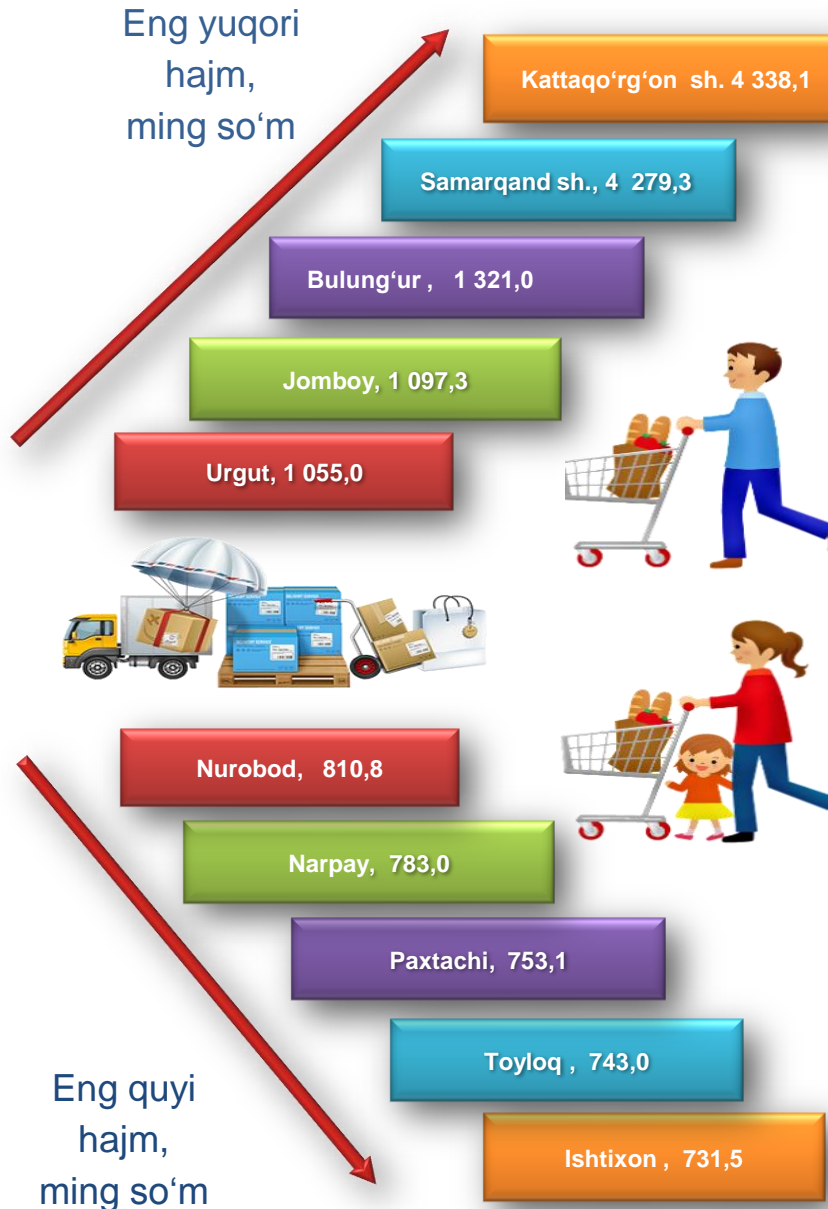 Eng yuqori
hajm,
ming so‘m
Kattaqo‘rg‘on sh. 4 338,1
Samarqand sh., 4 279,3
Bulung‘ur , 1 321,0
Jomboy, 1 097,3
Urgut, 1 055,0
Nurobod, 810,8
Narpay, 783,0
Paxtachi, 753,1
Toyloq , 743,0
Ishtixon , 731,5
Eng quyi
hajm,
ming so‘m